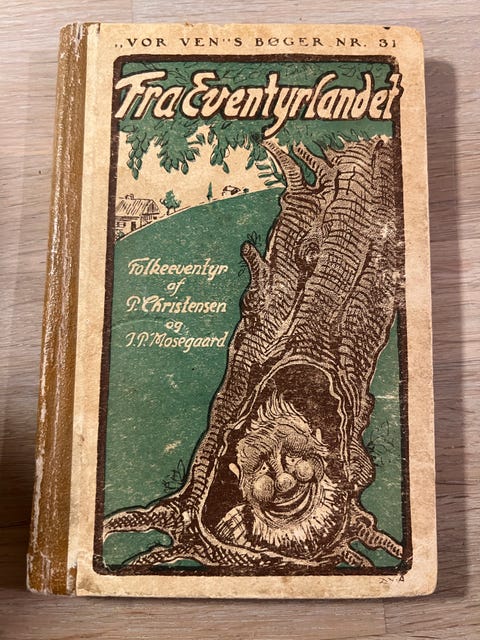 „VOR VEN"S BØGER NR. 31
Fra Eventyrlandet
Folkeeventyr
af
P. Christensen
og
J. P. Mosegaard